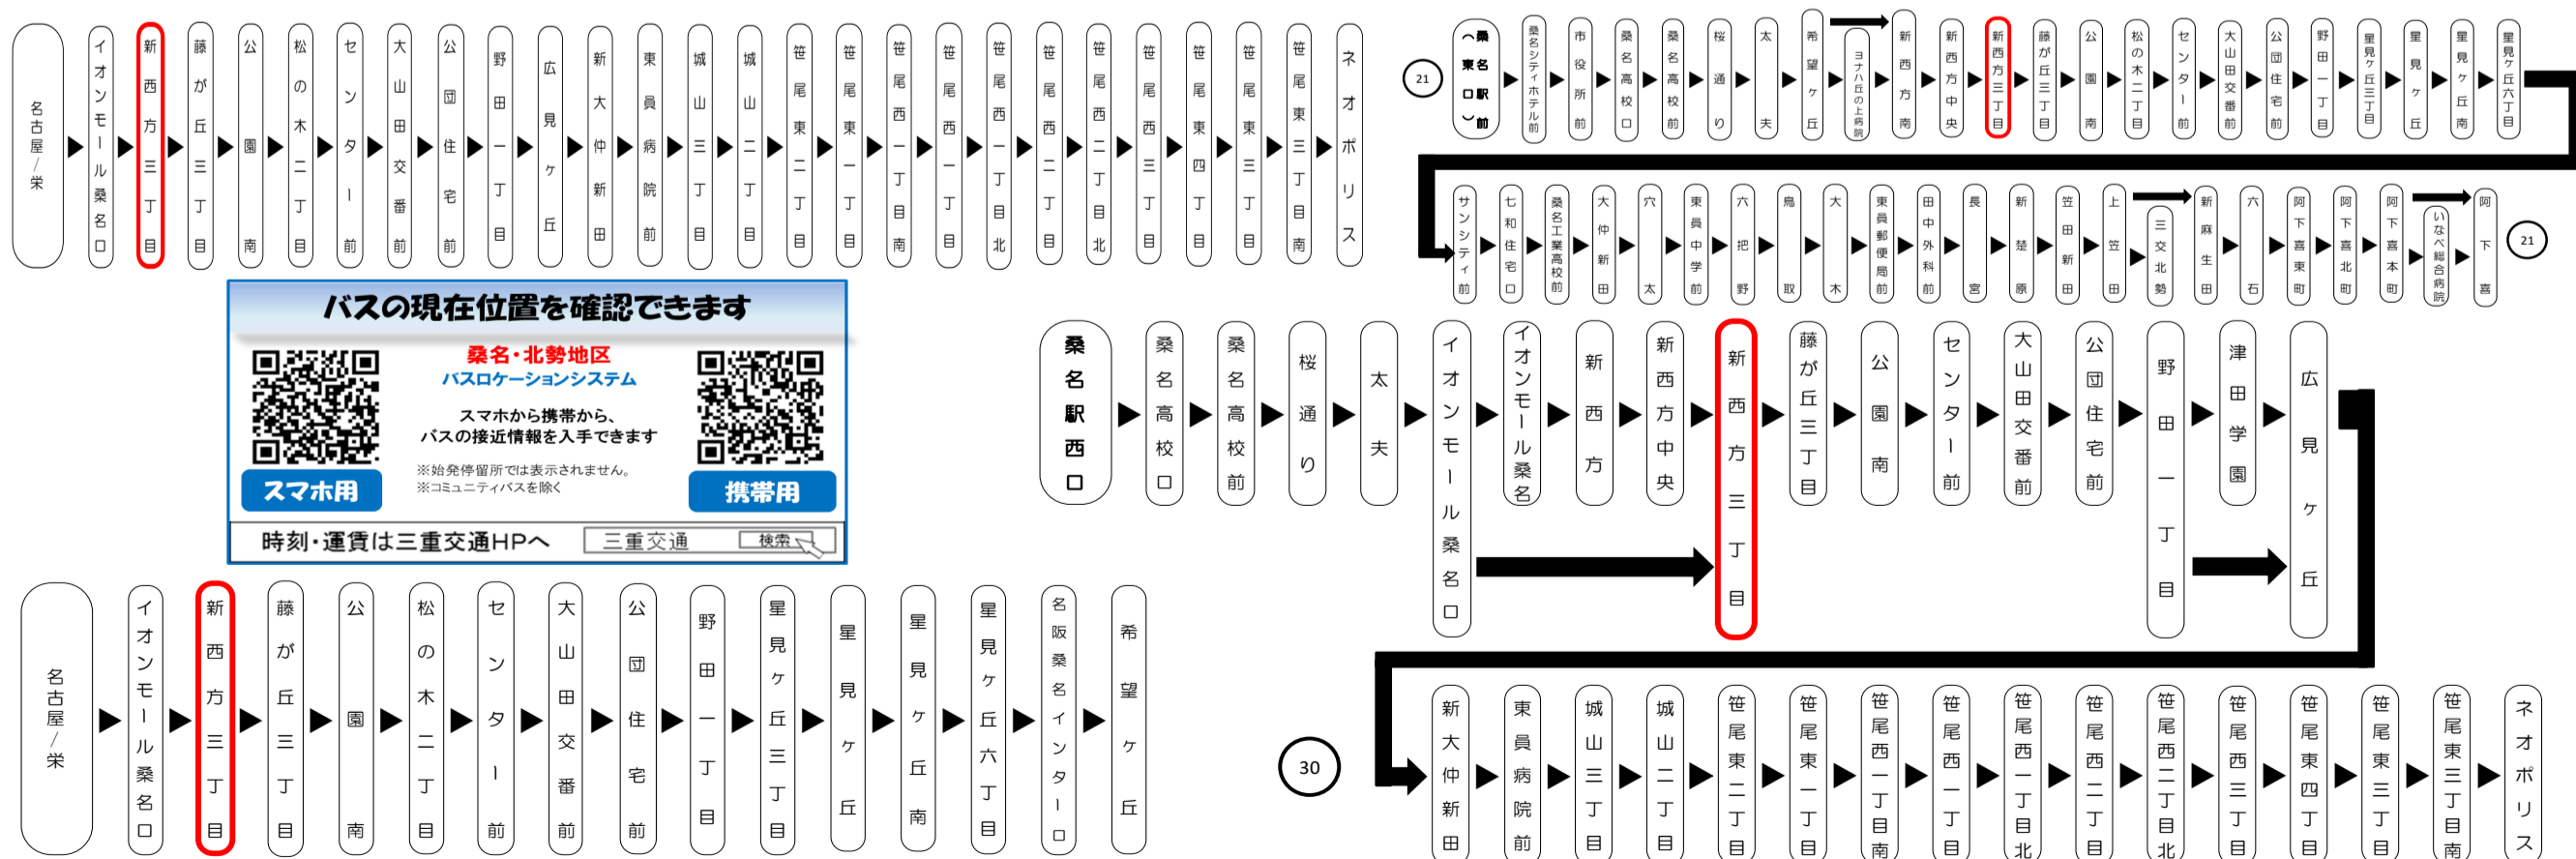 名古屋/栄
イオンモール桑名口
新西方三丁目
藤が丘三丁目
公園南
松の木二丁目
センター前
大山田交番前
公団住宅前
野田一丁目
広見ヶ丘
新大仲新田
東員病院前
城山三丁目
城山二丁目
笹尾東二丁目
笹尾東一丁目
笹尾西一丁目南
笹尾西一丁目
笹尾西一丁目北
笹尾西二丁目
笹尾西二丁目北
笹尾西三丁目
笹尾東四丁目
笹尾東三丁目
笹尾東三丁目南
ネオポリス
21
桑名駅前
(東口)
桑名シティホテル前
市役所前
桑名高校口
桑名高校前
桜通り
太夫
希望ヶ丘
ヨナハ丘の上病院
新西方南
新西方中央
新西方三丁目
藤が丘三丁目
公園南
松の木二丁目
センター前
大山田交番前
公団住宅前
野田一丁目
星見ヶ丘三丁目
星見ヶ丘
星見ヶ丘南
星見ヶ丘六丁目
サンシティ前
七和住宅口
桑名工業高校前
大仲新田
穴太
東員中学前
六把野
鳥取
大木
東員郵便局前
田中外科前
長宮
新楚原
笠田新田
上笠田
三交北勢
新麻生田
六石
阿下喜東町
阿下喜北町
阿下喜本町
いなべ総合病院
阿下喜
21
バスの現在位置を確認できます
桑名・北勢地区
バスロケーションシステム
スマホから携帯から、
バスの接近情報を入手できます
※始発停留所では表示されません。
※コミュニティバスを除く
スマホ用
携帯用
時刻・運賃は三重交通HPへ
三重交通
検索
桑名駅西口
桑名高校口
桑名高校前
桜通り
太夫
イオンモール桑名口
イオンモール桑名
新西方
新西方中央
新西方三丁目
藤が丘三丁目
公園南
センター前
大山田交番前
公団住宅前
野田一丁目
津田学園
広見ヶ丘
30
新大仲新田
東員病院前
城山三丁目
城山二丁目
笹尾東二丁目
笹尾東一丁目
笹尾西一丁目南
笹尾西一丁目
笹尾西一丁目北
笹尾西二丁目
笹尾西二丁目北
笹尾西三丁目
笹尾東四丁目
笹尾東三丁目
笹尾東三丁目南
ネオポリス
名古屋/栄
イオンモール桑名口
新西方三丁目
藤が丘三丁目
公園南
松の木二丁目
センター前
大山田交番前
公団住宅前
野田一丁目
星見ヶ丘三丁目
星見ヶ丘
星見ヶ丘南
星見ヶ丘六丁目
名阪桑名インター口
希望ヶ丘